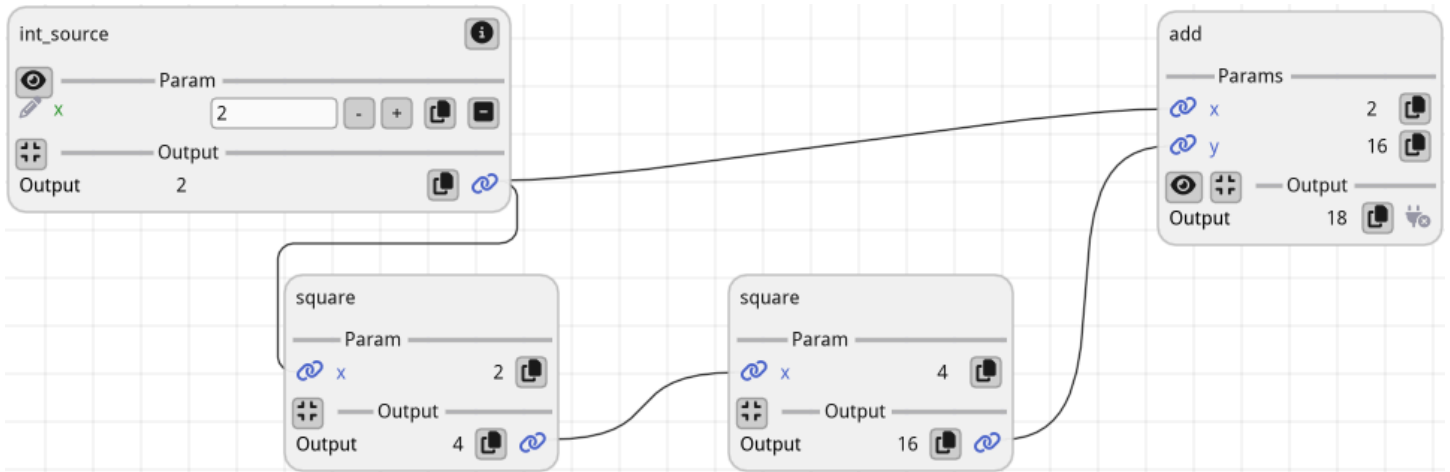 int_source
Param
x 2 - +
Output
Output 2
add
Params
x 2
y 16
Output
Output 18
square
Param
x 2
Output
Output 4
square
Param
x 4
Output
Output 16